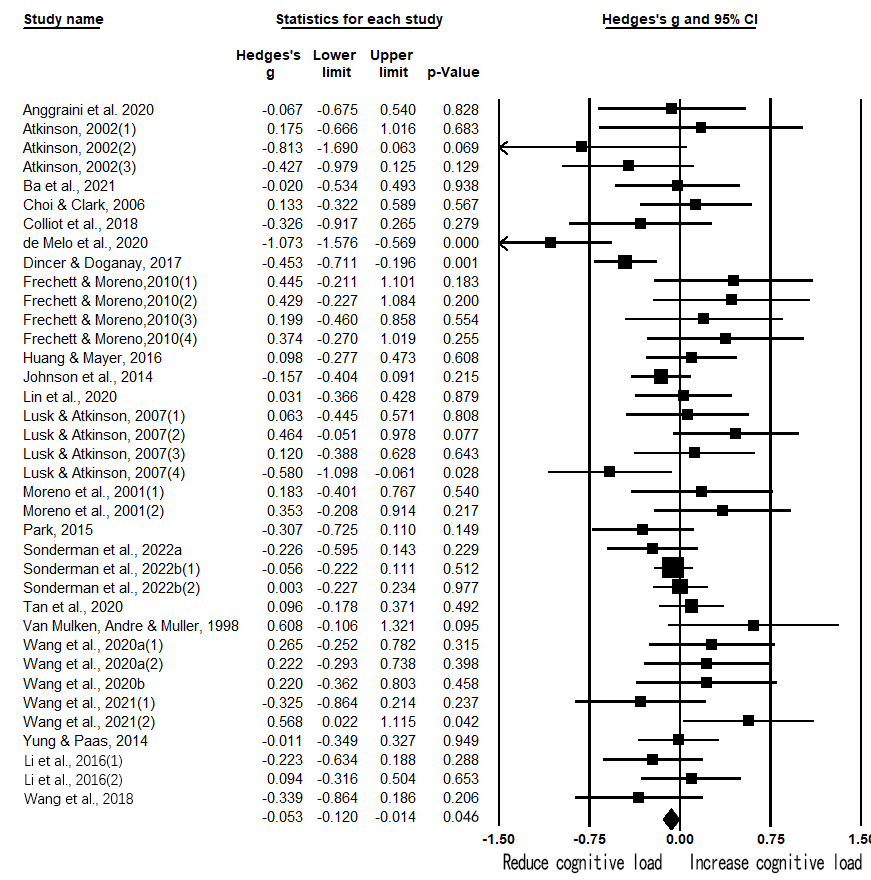 Study name Statistics for each study Hedges's g and 95% CI
Hedges's Lower Upper
g limit limit p-Value
Anggraini et al. 2020 -0.067 -0.675 0.540 0.828
Atkinson, 2002(1) 0.175 -0.666 1.016 0.683
Atkinson, 2002(2) -0.813 -1.690 0.063 0.069
Atkinson, 2002(3) -0.427 -0.979 0.125 0.129
Ba et al., 2021 -0.020 -0.534 0.493 0.938
Choi & Clark, 2006 0.133 -0.322 0.589 0.567
Colliot et al., 2018 -0.326 -0.917 0.265 0.279
de Melo et al., 2020 -1.073 -1.576 -0.569 0.000
Dincer & Doganay, 2017 -0.453 -0.711 -0.196 0.001
Frechett & Moreno,2010(1) 0.445 -0.211 1.101 0.183
Frechett & Moreno,2010(2) 0.429 -0.227 1.084 0.200
Frechett & Moreno,2010(3) 0.199 -0.460 0.858 0.554
Frechett & Moreno,2010(4) 0.374 -0.270 1.019 0.255
Huang & Mayer, 2016 0.098 -0.277 0.473 0.608
Johnson et al., 2014 -0.157 -0.404 0.091 0.215
Lin et al., 2020 0.031 -0.366 0.428 0.879
Lusk & Atkinson, 2007(1) 0.063 -0.445 0.571 0.808
Lusk & Atkinson, 2007(2) 0.464 -0.051 0.978 0.077
Lusk & Atkinson, 2007(3) 0.120 -0.388 0.628 0.643
Lusk & Atkinson, 2007(4) -0.580 -1.098 -0.061 0.028
Moreno et al., 2001(1) 0.183 -0.401 0.767 0.540
Moreno et al., 2001(2) 0.353 -0.208 0.914 0.217
Park, 2015 -0.307 -0.725 0.110 0.149
Sonderman et al., 2022a -0.226 -0.595 0.143 0.229
Sonderman et al., 2022b(1) -0.056 -0.222 0.111 0.512
Sonderman et al., 2022b(2) 0.003 -0.227 0.234 0.977
Tan et al., 2020 0.096 -0.178 0.371 0.492
Van Mulken, Andre & Muller, 1998 0.608 -0.106 1.321 0.095
Wang et al., 2020a(1) 0.265 -0.252 0.782 0.315
Wang et al., 2020a(2) 0.222 -0.293 0.738 0.398
Wang et al., 2020b 0.220 -0.362 0.803 0.458
Wang et al., 2021(1) -0.325 -0.864 0.214 0.237
Wang et al., 2021(2) 0.568 0.022 1.115 0.042
Yung & Paas, 2014 -0.011 -0.349 0.327 0.949
Li et al., 2016(1) -0.223 -0.634 0.188 0.288
Li et al., 2016(2) 0.094 -0.316 0.504 0.653
Wang et al., 2018 -0.339 -0.864 0.186 0.206
-0.053 -0.120 -0.014 0.046
-1.50 -0.75 0.00 0.75 1.50
Reduce cognitive load Increase cognitive load